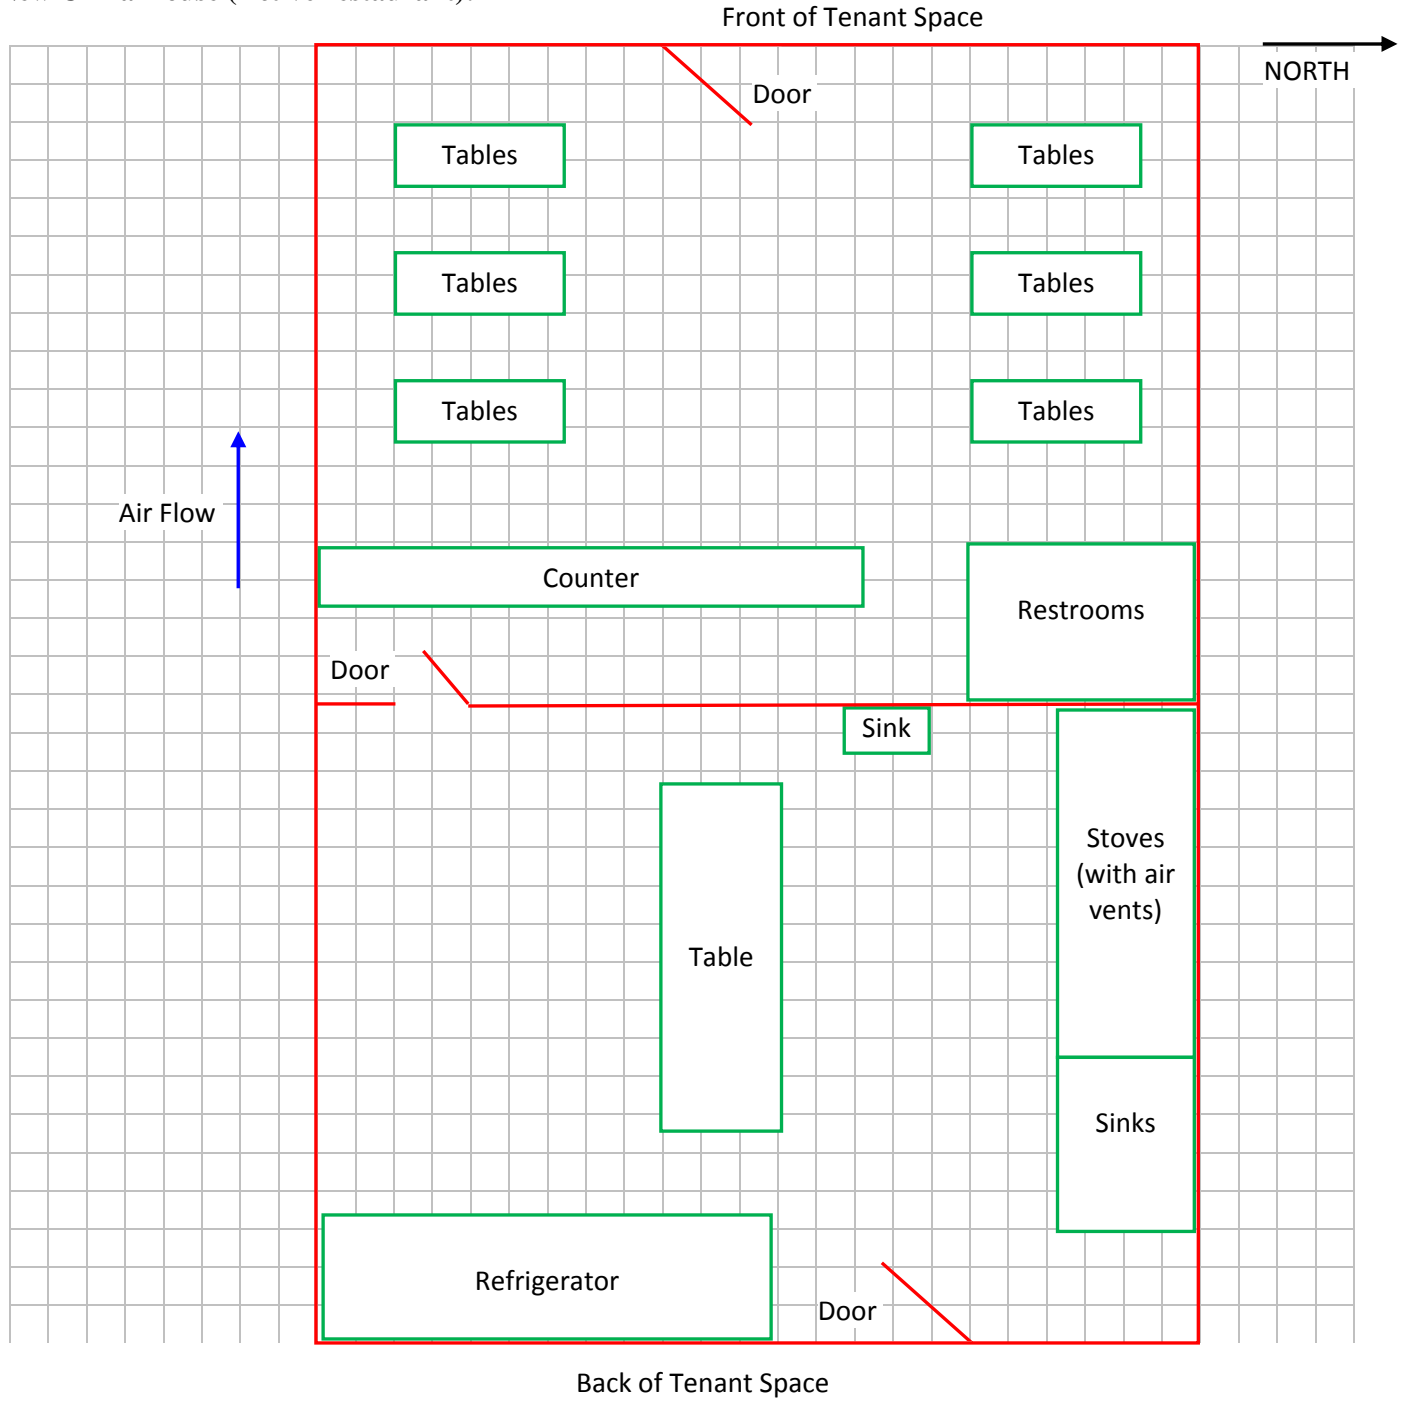 Front of Tenant Space
NORTH
Door
Tables
Tables
Tables
Tables
Tables
Tables
Air Flow
Counter
Restrooms
Door
Sink
Stoves
(with air
vents)
Table
Sinks
Refrigerator
Door
Back of Tenant Space